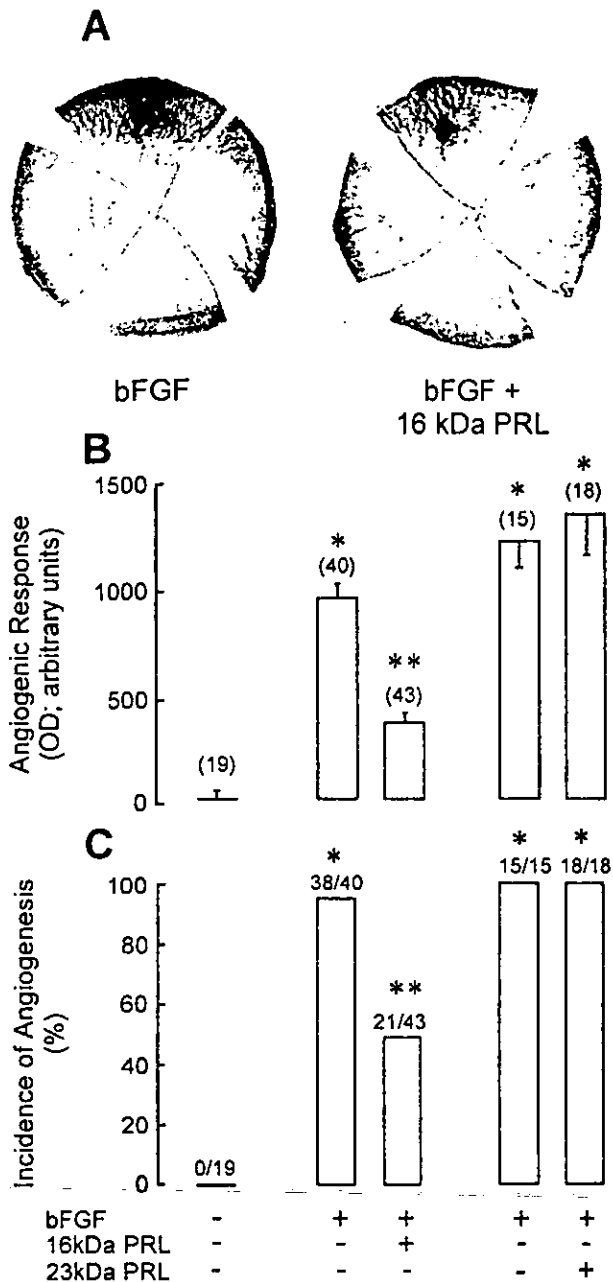 A
bFGF
bFGF +
16 kDa PRL
B
Angiogenic Response
(OD; arbitrary units)
1500
1000
500
0
(19)
*
(40)
**
(43)
*
(15)
*
(18)
C
Incidence of Angiogenesis
(%)
100
80
60
40
20
0
0/19
*
38/40
**
21/43
*
15/15
*
18/18
bFGF - + + + +
16kDa PRL - - + - -
23kDa PRL - - - - +